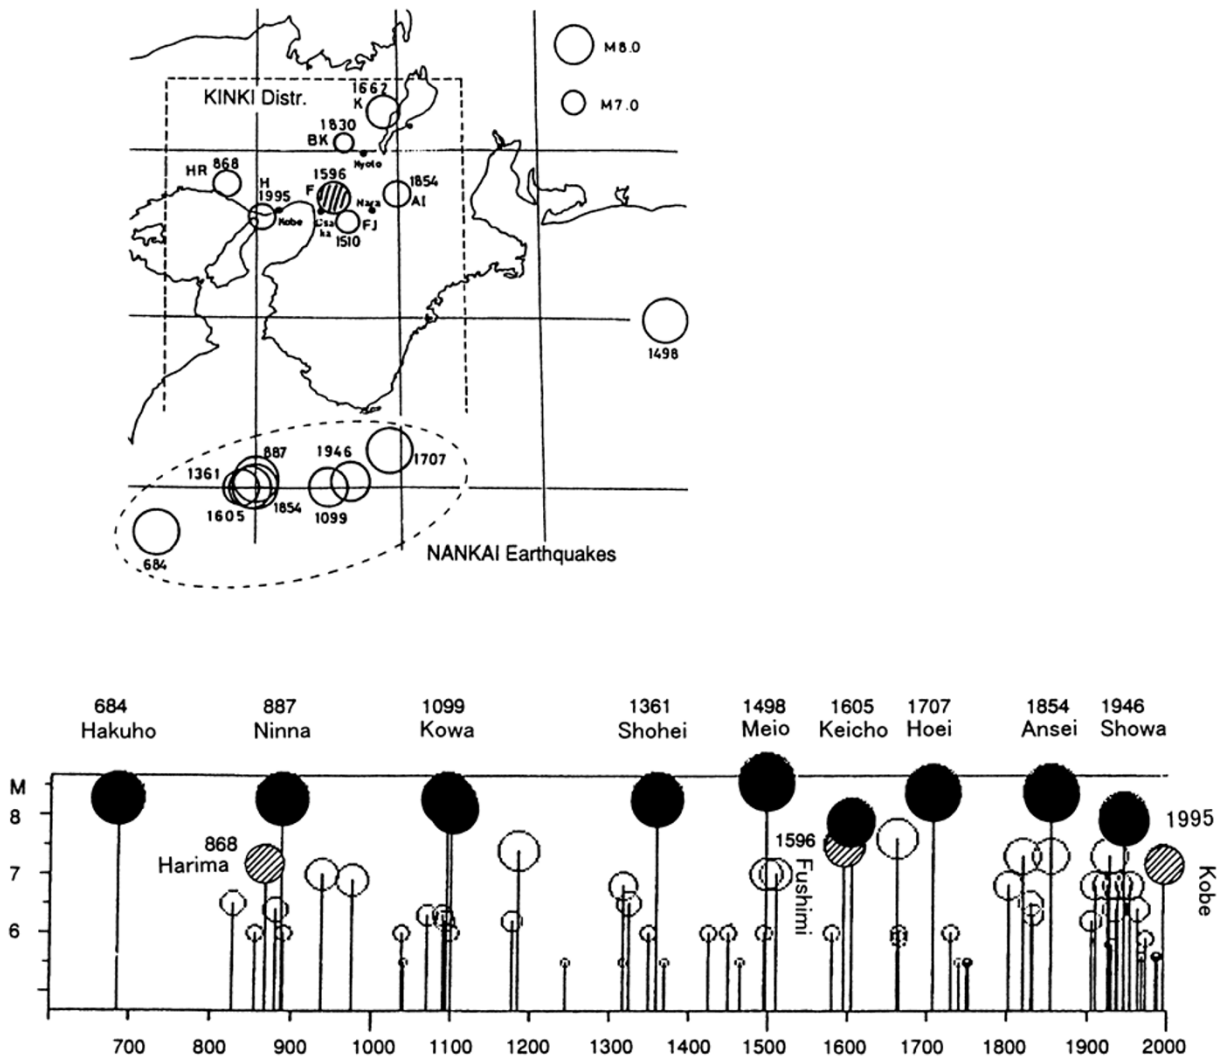 M8.0
M7.0
KINKI Distr.
1662
K
1830
BK
Kyoto
HR 868
H
1995
Kobe
1596
F
Osa
ka
Nara
1854
AI
FJ
1510
1498
887
1361
1605
1854
1946
1099
1707
684
NANKAI Earthquakes
684 887 1099 1361 1498 1605 1707 1854 1946
Hakuho Ninna Kowa Shohei Meio Keicho Hoei Ansei Showa
M
8
7
6
868
Harima
1596
Fushimi
1995
Kobe
700 800 900 1000 1100 1200 1300 1400 1500 1600 1700 1800 1900 2000